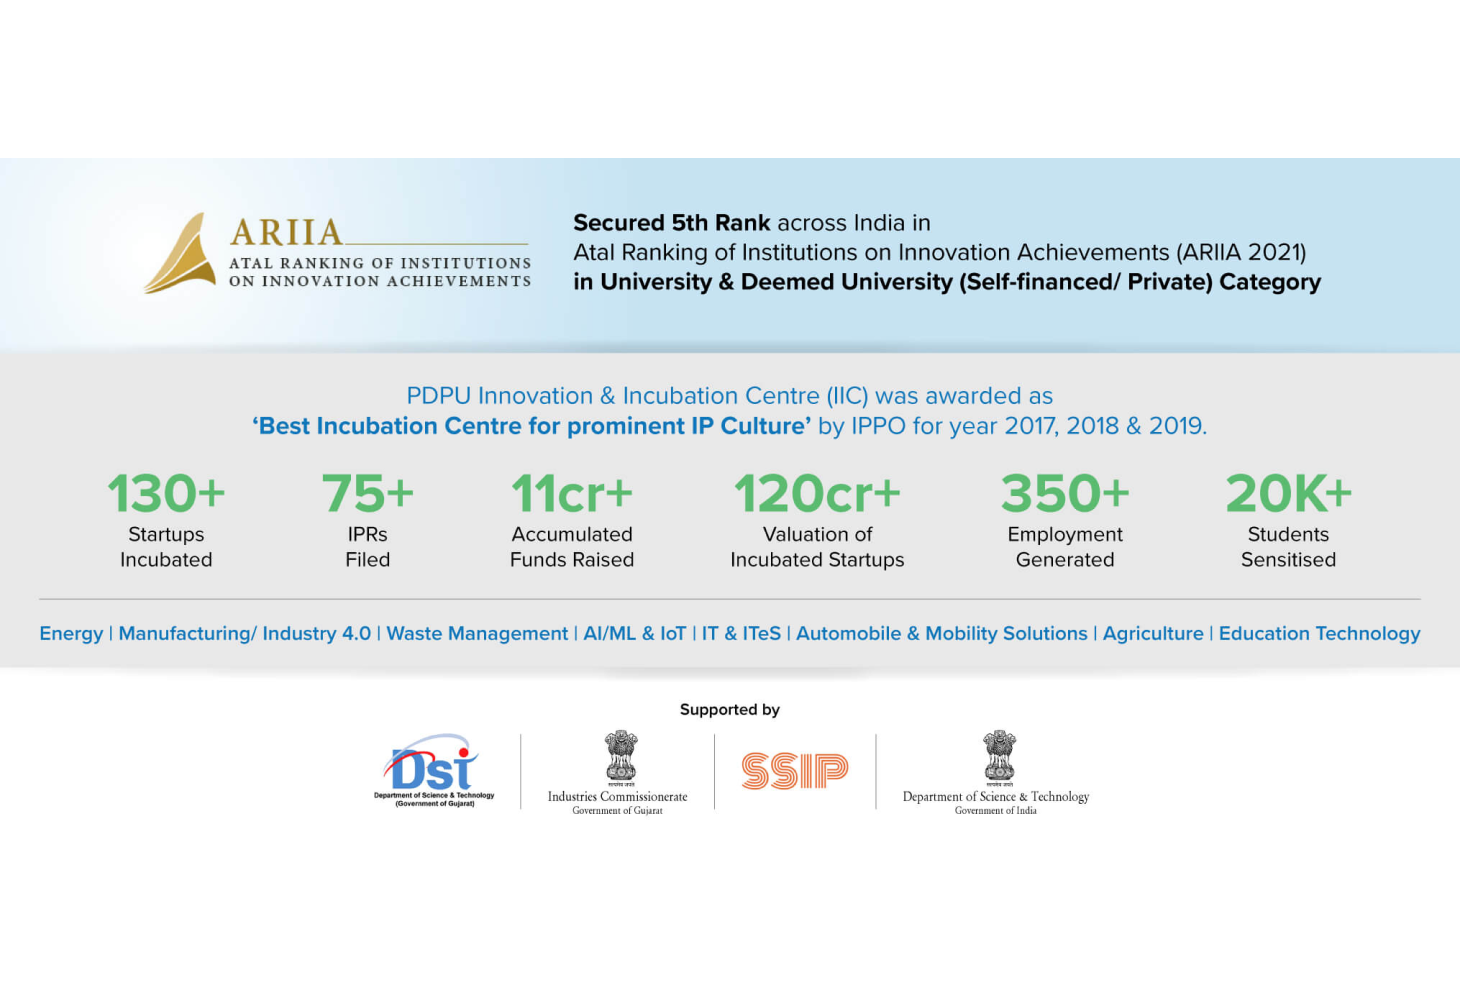 ARIIA
ATAL RANKING OF INSTITUTIONS
ON INNOVATION ACHIEVEMENTS
Secured 5th Rank across India in
Atal Ranking of Institutions on Innovation Achievements (ARIIA 2021)
in University & Deemed University (Self-financed/ Private) Category
PDPU Innovation & Incubation Centre (IIC) was awarded as
‘Best Incubation Centre for prominent IP Culture’ by IPPO for year 2017, 2018 & 2019.
130+
Startups
Incubated
75+
IPRs
Filed
11cr+
Accumulated
Funds Raised
120cr+
Valuation of
Incubated Startups
350+
Employment
Generated
20K+
Students
Sensitised
Energy | Manufacturing/ Industry 4.0 | Waste Management | AI/ML & IoT | IT & ITeS | Automobile & Mobility Solutions | Agriculture | Education Technology
Supported by
DST
Department of Science & Technology
(Government of Gujarat)
सत्यमेव जयते
Industries Commissionerate
Government of Gujarat
SSIP
सत्यमेव जयते
Department of Science & Technology
Government of India